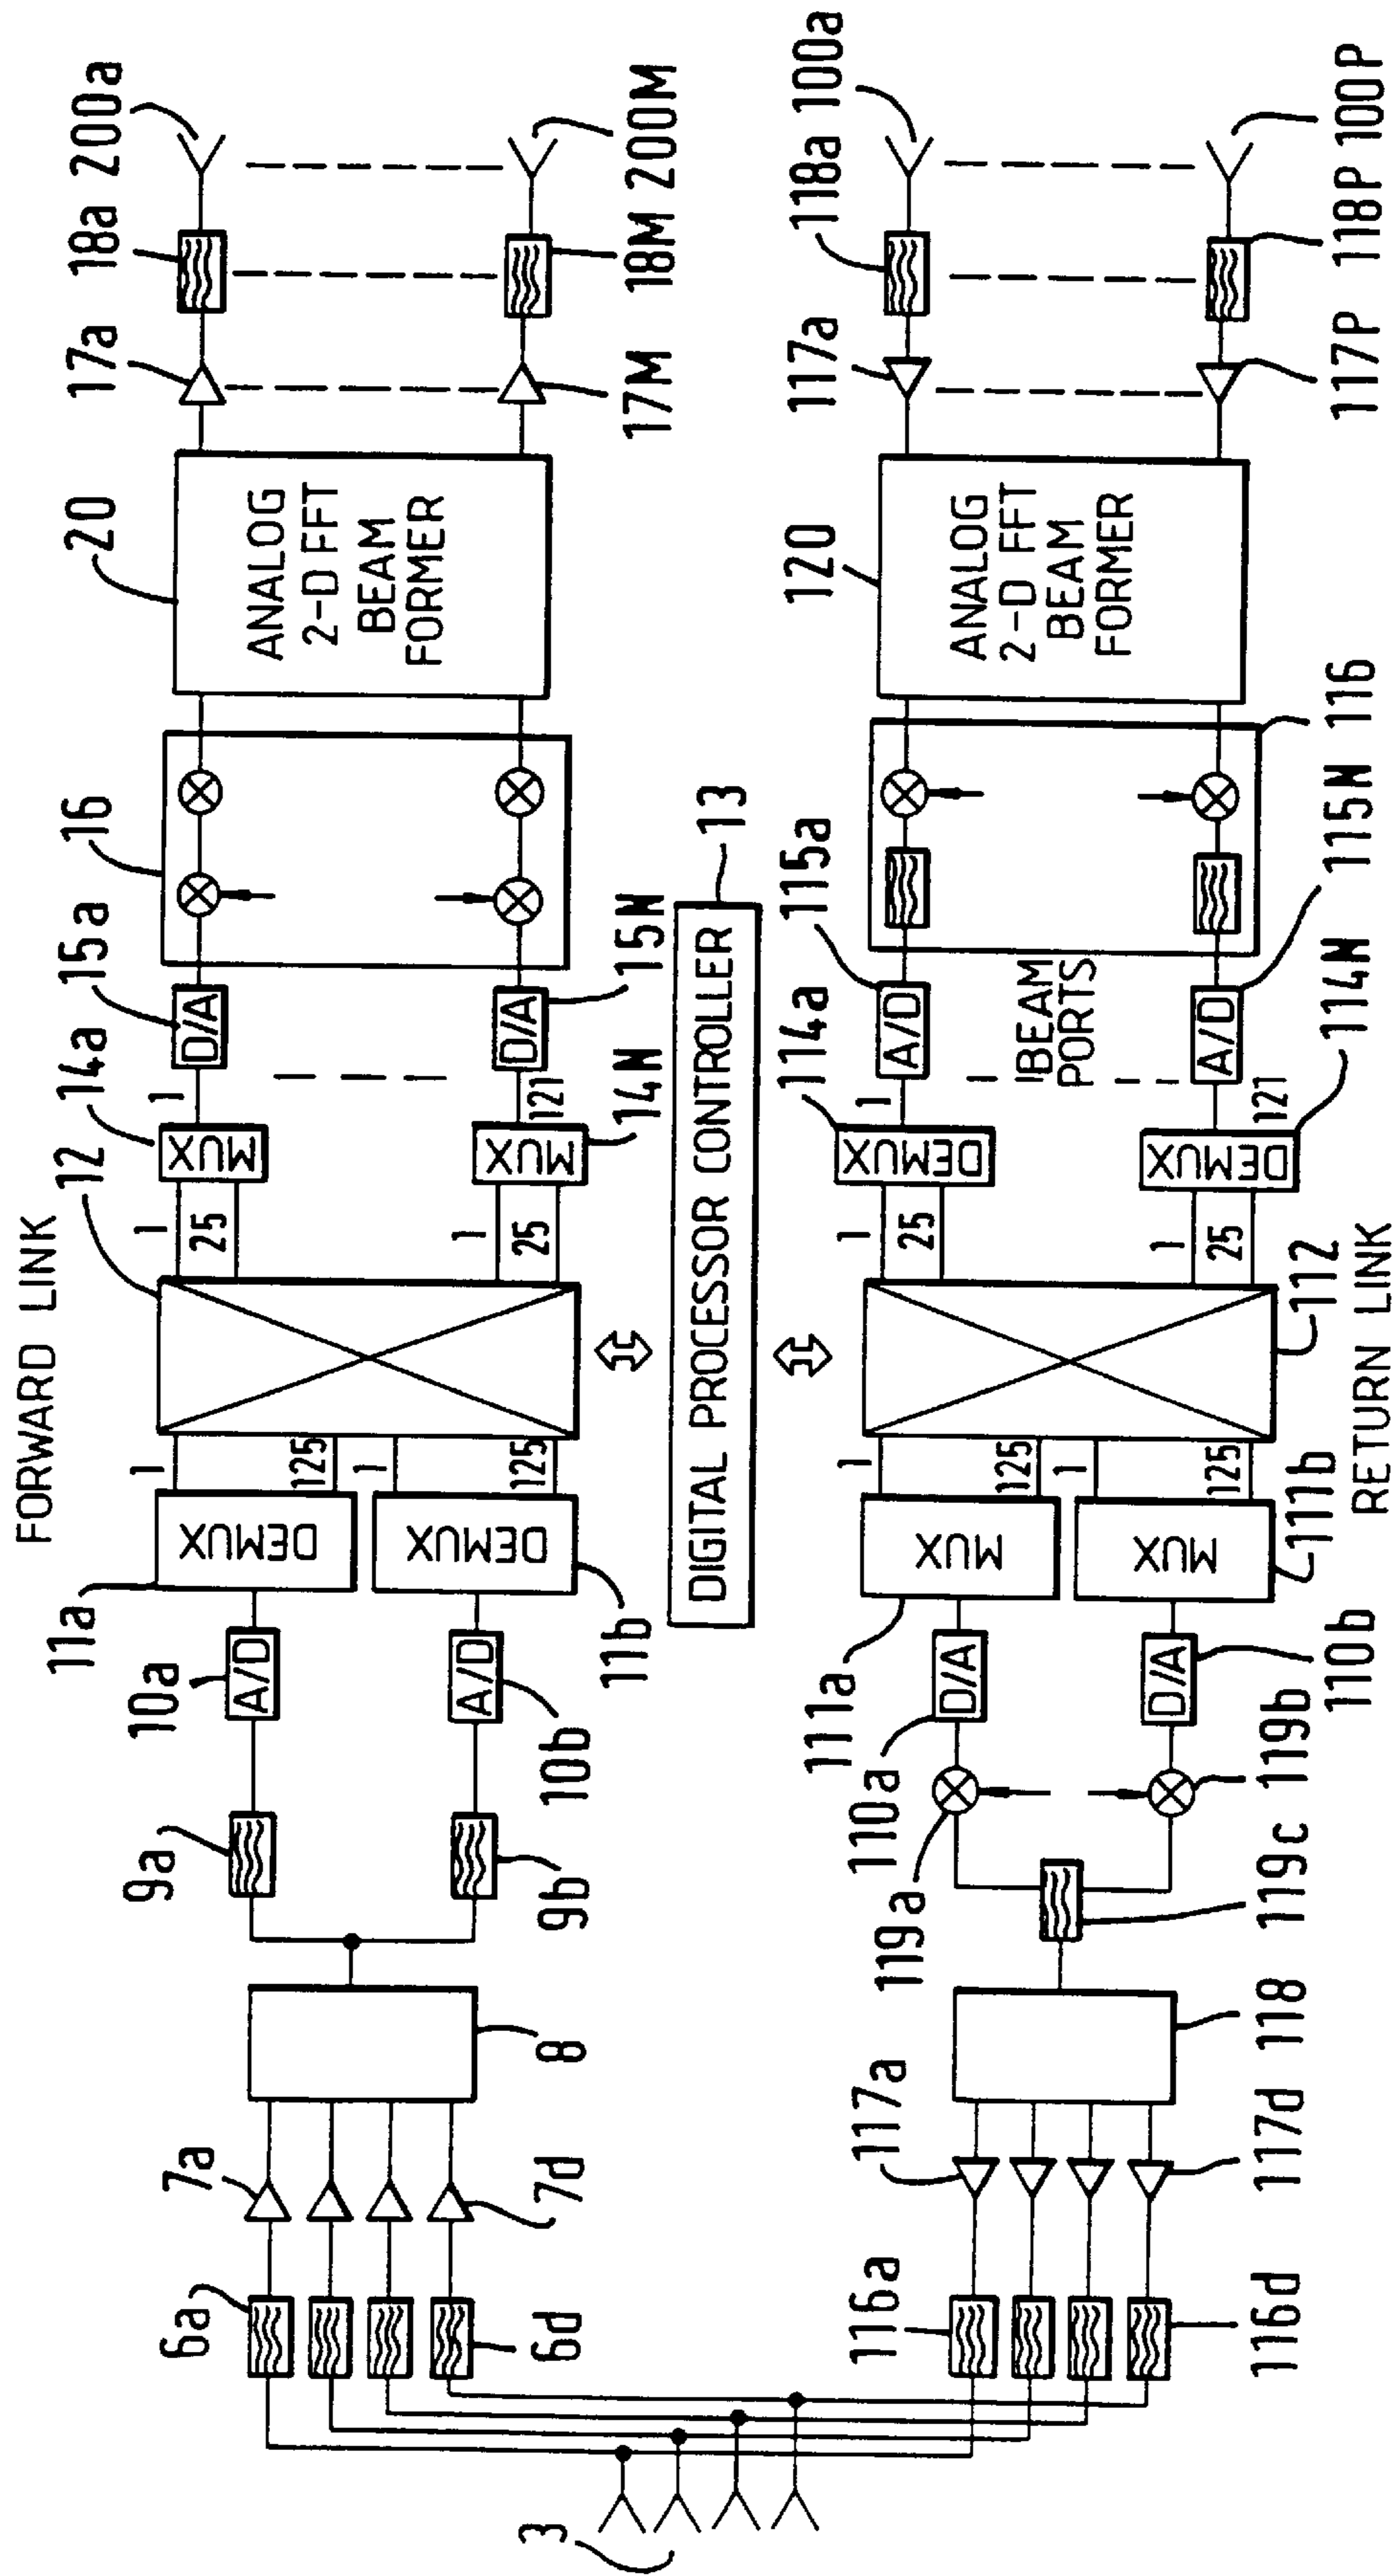 FORWARD LINK
3
6a
6d
7a
7d
8
9a
9b
10a
10b
A/D
A/D
11a
11b
DEMUX
DEMUX
1
125
1
125
12
1
25
1
25
14a
14N
MUX
MUX
1
121
15a
15N
D/A
D/A
16
20
ANALOG
2-D FFT
BEAM
FORMER
17a
17M
18a
18M
200a
200M
DIGITAL PROCESSOR CONTROLLER
13
116a
116d
117a
117d
118
119a
119b
119c
110a
110b
D/A
D/A
111a
111b
MUX
MUX
1
125
1
125
112
1
25
1
25
114a
114N
DEMUX
DEMUX
1
121
BEAM
PORTS
115a
115N
A/D
A/D
116
120
ANALOG
2-D FFT
BEAM
FORMER
117a
117P
118a
118P
100a
100P
RETURN LINK